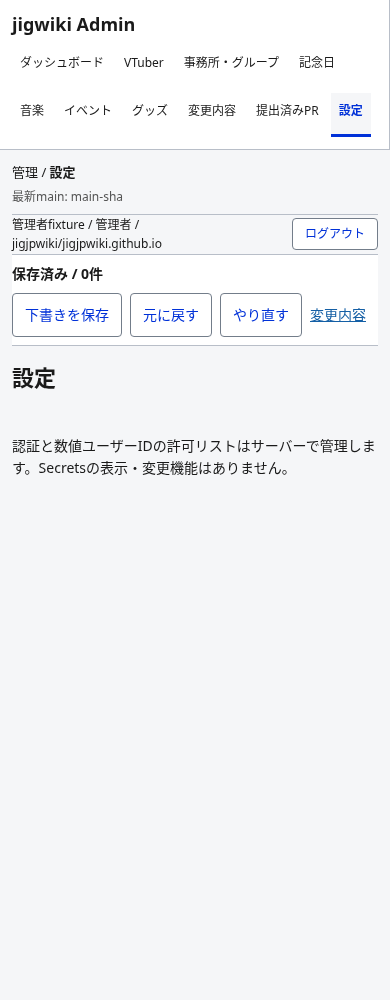 jigwiki Admin
ダッシュボード VTuber 事務所・グループ 記念日
音楽 イベント グッズ 変更内容 提出済みPR 設定
管理 / 設定
最新main: main-sha
管理者fixture / 管理者 /
jigjpwiki/jigjpwiki.github.io
ログアウト
保存済み / 0件
下書きを保存 元に戻す やり直す 変更内容
設定
認証と数値ユーザーIDの許可リストはサーバーで管理しま
す。Secretsの表示・変更機能はありません。